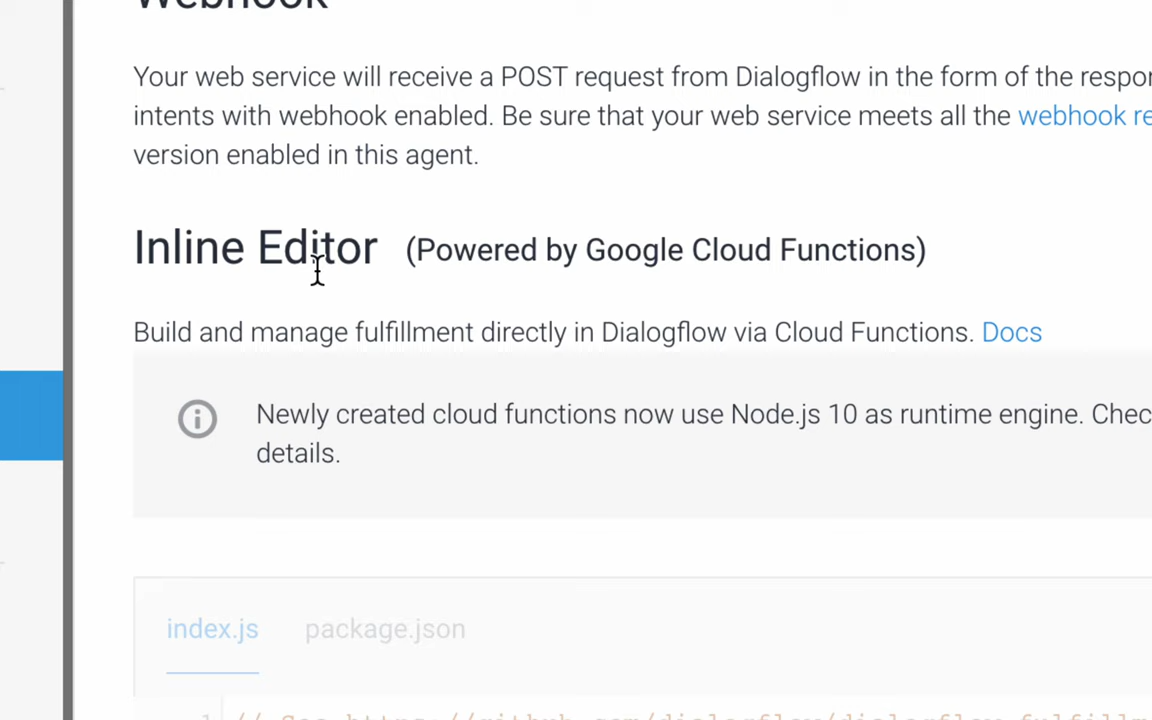 Webhook
Your web service will receive a POST request from Dialogflow in the form of the
intents with webhook enabled. Be sure that your web service meets all the webhook
version enabled in this agent.
Inline Editor (Powered by Google Cloud Functions)
Build and manage fulfillment directly in Dialogflow via Cloud Functions. Docs
Newly created cloud functions now use Node.js 10 as runtime engine.
details.
index.js package.json
1 // See